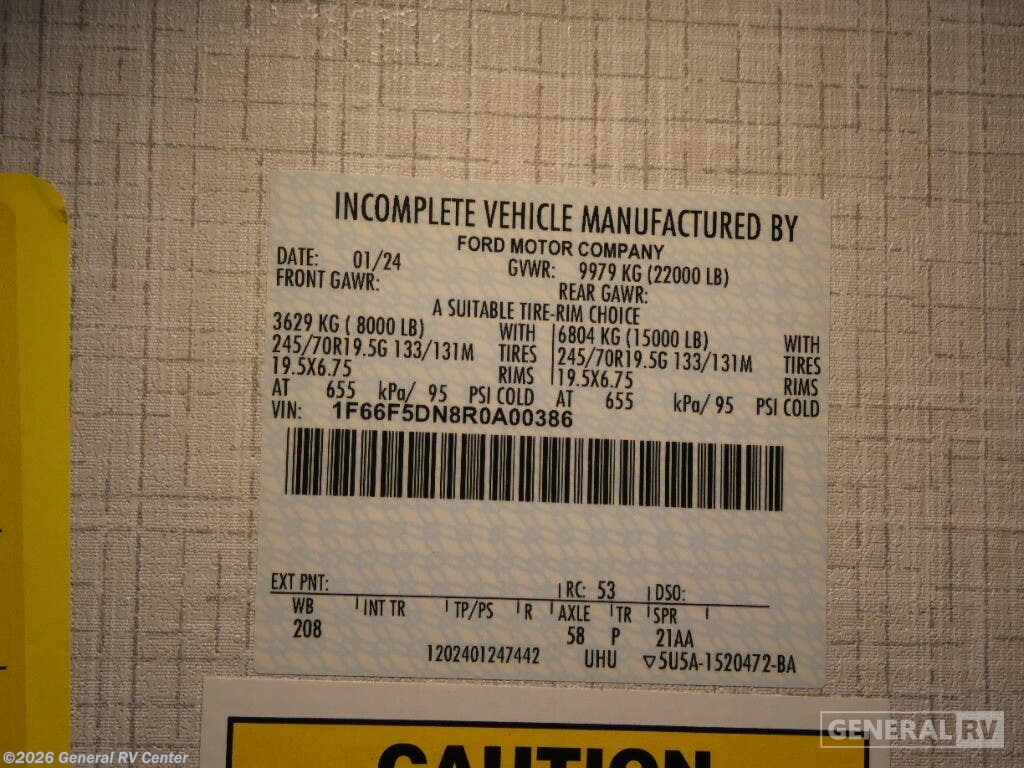 INCOMPLETE VEHICLE MANUFACTURED BY
FORD MOTOR COMPANY
DATE: 01/24 GVWR: 9979 KG (22000 LB)
FRONT GAWR: REAR GAWR:
A SUITABLE TIRE-RIM CHOICE
3629 KG ( 8000 LB) WITH 6804 KG (15000 LB) WITH
245/70R19.5G 133/131M TIRES 245/70R19.5G 133/131M TIRES
19.5X6.75 RIMS 19.5X6.75 RIMS
AT 655 kPa/ 95 PSI COLD AT 655 kPa/ 95 PSI COLD
VIN: 1F66F5DN8R0A00386
EXT PNT: RC: 53 DSO:
WB INT TR TP/PS R AXLE TR SPR
208 58 P 21AA
1202401247442 UHU ▽5U5A-1520472-BA
CAUTION
GENERAL RV
©2026 General RV Center